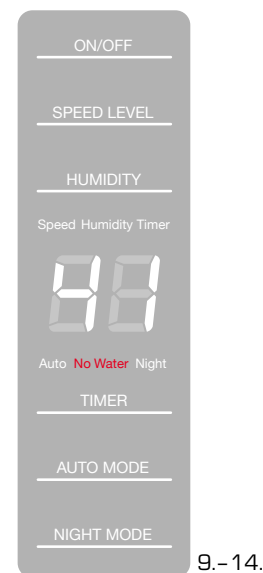 ON/OFF
SPEED LEVEL
HUMIDITY
Speed Humidity Timer
41
Auto No Water Night
TIMER
AUTO MODE
NIGHT MODE
9.–14.